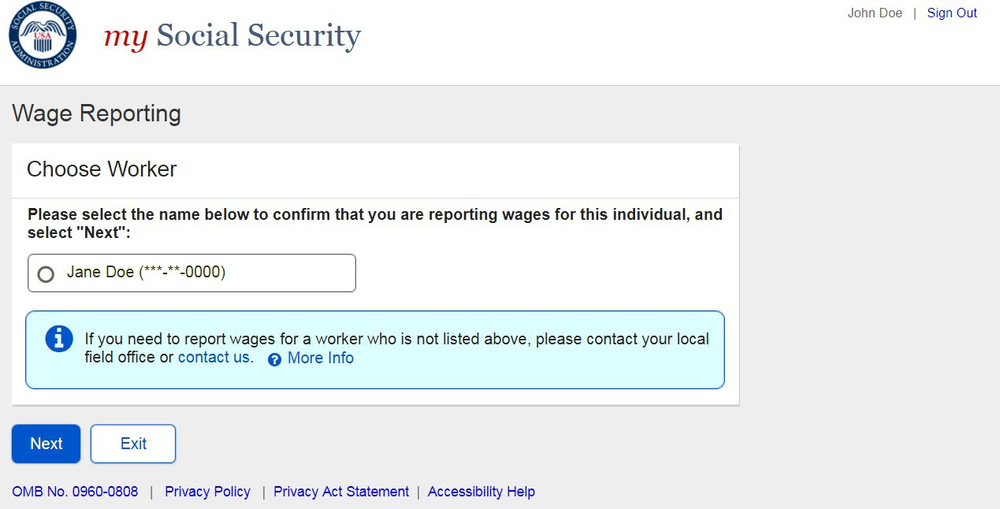 SOCIAL SECURITY
USA
ADMINISTRATION
my Social Security
John Doe | Sign Out
Wage Reporting
Choose Worker
Please select the name below to confirm that you are reporting wages for this individual, and
select "Next":
Jane Doe (***-**-0000)
If you need to report wages for a worker who is not listed above, please contact your local
field office or contact us. More Info
Next Exit
OMB No. 0960-0808 | Privacy Policy | Privacy Act Statement | Accessibility Help